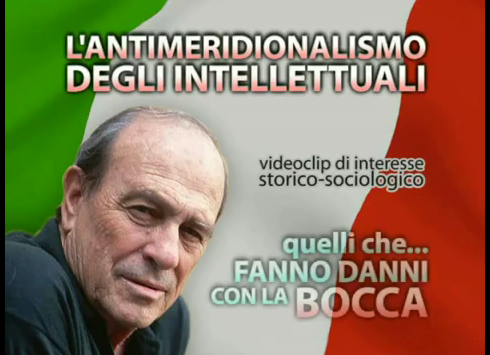 L'ANTIMERIDIONALISMO
DEGLI INTELLETTUALI
videoclip di interesse
storico-sociologico
quelli che...
FANNO DANNI
CON LA BOCCA